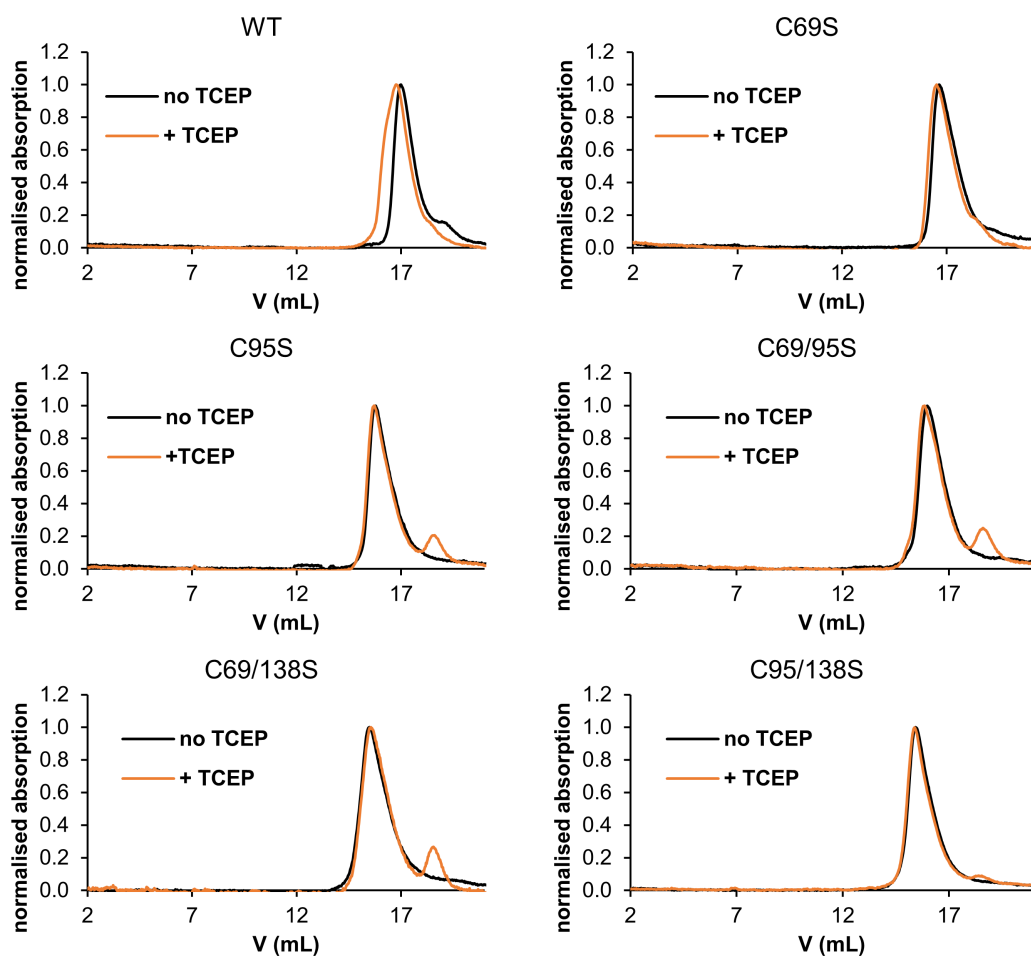 WT
normalised absorption
1.2
1.0
0.8
0.6
0.4
0.2
0.0
no TCEP
+ TCEP
2 7 12 17
V (mL)
C69S
normalised absorption
1.2
1.0
0.8
0.6
0.4
0.2
0.0
no TCEP
+ TCEP
2 7 12 17
V (mL)
C95S
normalised absorption
1.2
1.0
0.8
0.6
0.4
0.2
0.0
no TCEP
+TCEP
2 7 12 17
V (mL)
C69/95S
normalised absorption
1.2
1.0
0.8
0.6
0.4
0.2
0.0
no TCEP
+ TCEP
2 7 12 17
V (mL)
C69/138S
normalised absorption
1.2
1.0
0.8
0.6
0.4
0.2
0.0
no TCEP
+ TCEP
2 7 12 17
V (mL)
C95/138S
normalised absorption
1.2
1.0
0.8
0.6
0.4
0.2
0.0
no TCEP
+ TCEP
2 7 12 17
V (mL)